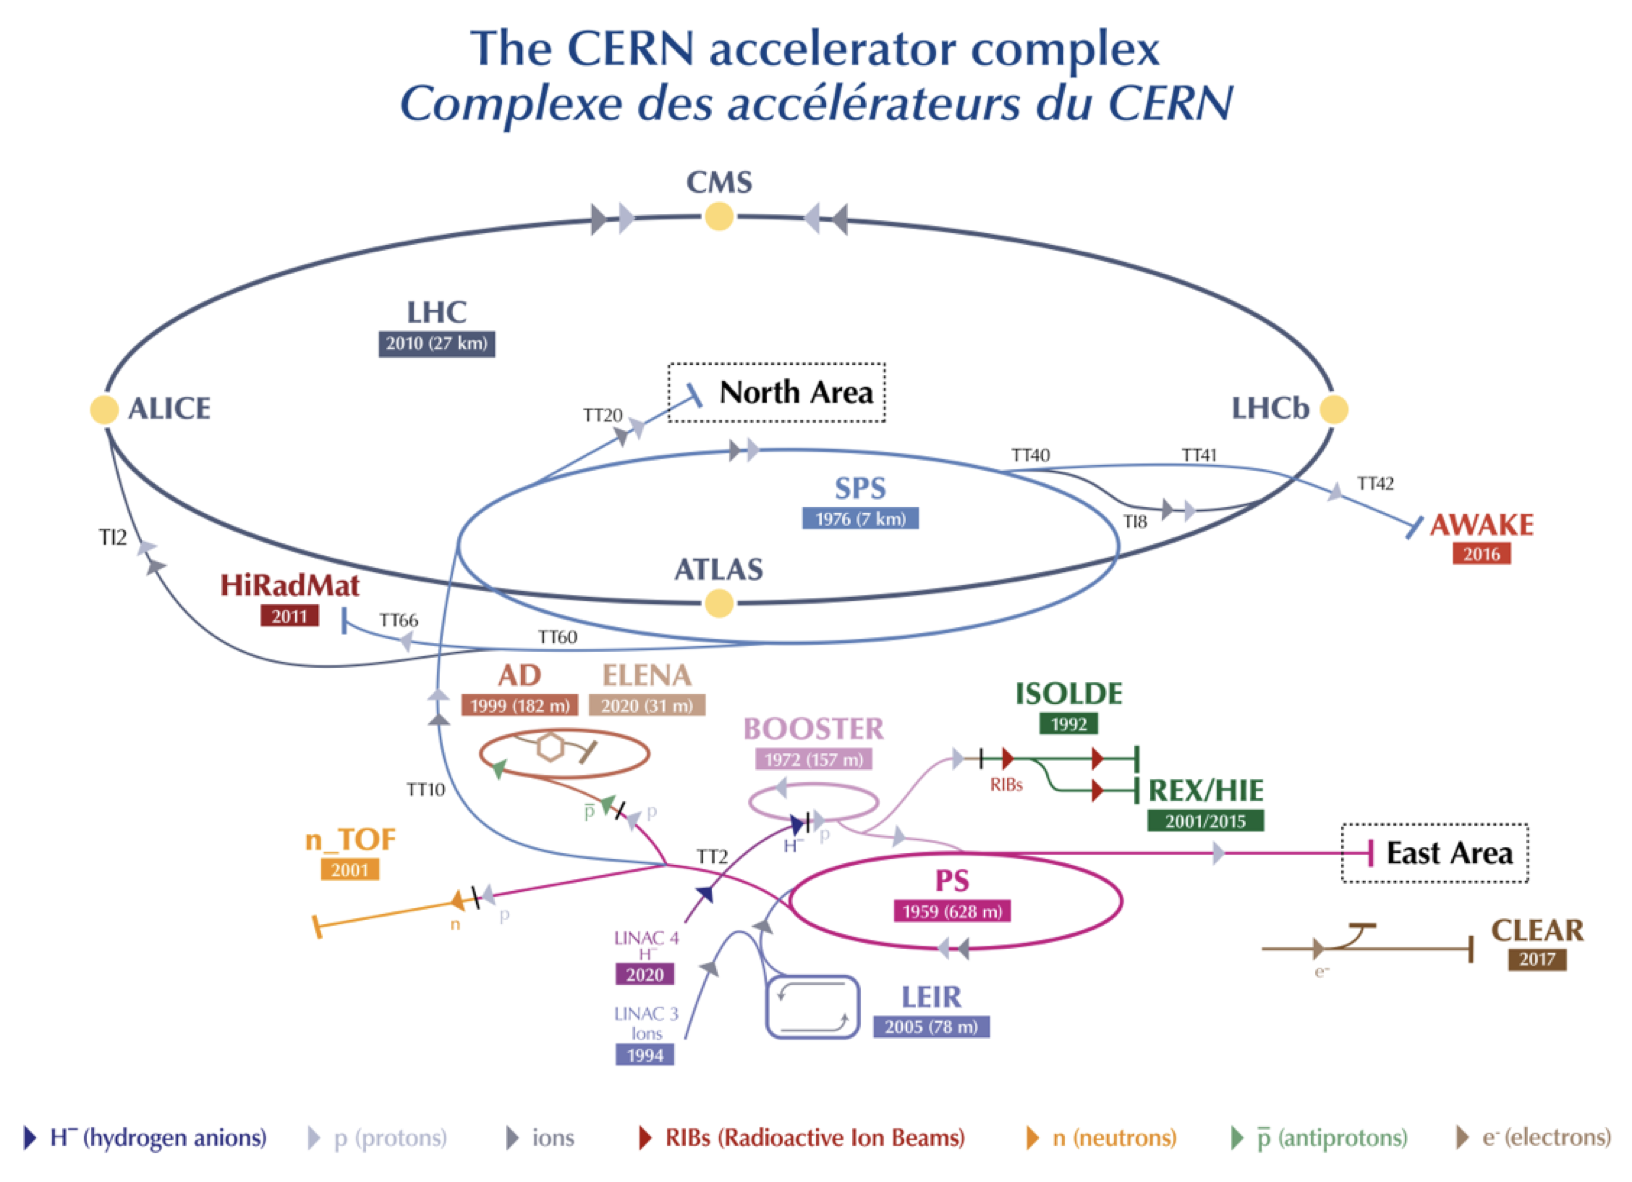 The CERN accelerator complex
Complexe des accélérateurs du CERN
CMS
LHC
2010 (27 km)
North Area
TT20
ALICE
LHCb
TT40
TT41
TT42
SPS
1976 (7 km)
TI8
AWAKE
2016
TI2
ATLAS
HiRadMat
2011
TT66
TT60
AD
1999 (182 m)
ELENA
2020 (31 m)
ISOLDE
1992
BOOSTER
1972 (157 m)
RIBs
REX/HIE
2001/2015
TT10
p̅
p
H⁻
p
n_TOF
2001
TT2
East Area
PS
1959 (628 m)
n
p
LINAC 4
H⁻
2020
CLEAR
2017
e⁻
LEIR
2005 (78 m)
LINAC 3
Ions
1994
H⁻ (hydrogen anions)
p (protons)
ions
RIBs (Radioactive Ion Beams)
n (neutrons)
p̅ (antiprotons)
e⁻ (electrons)